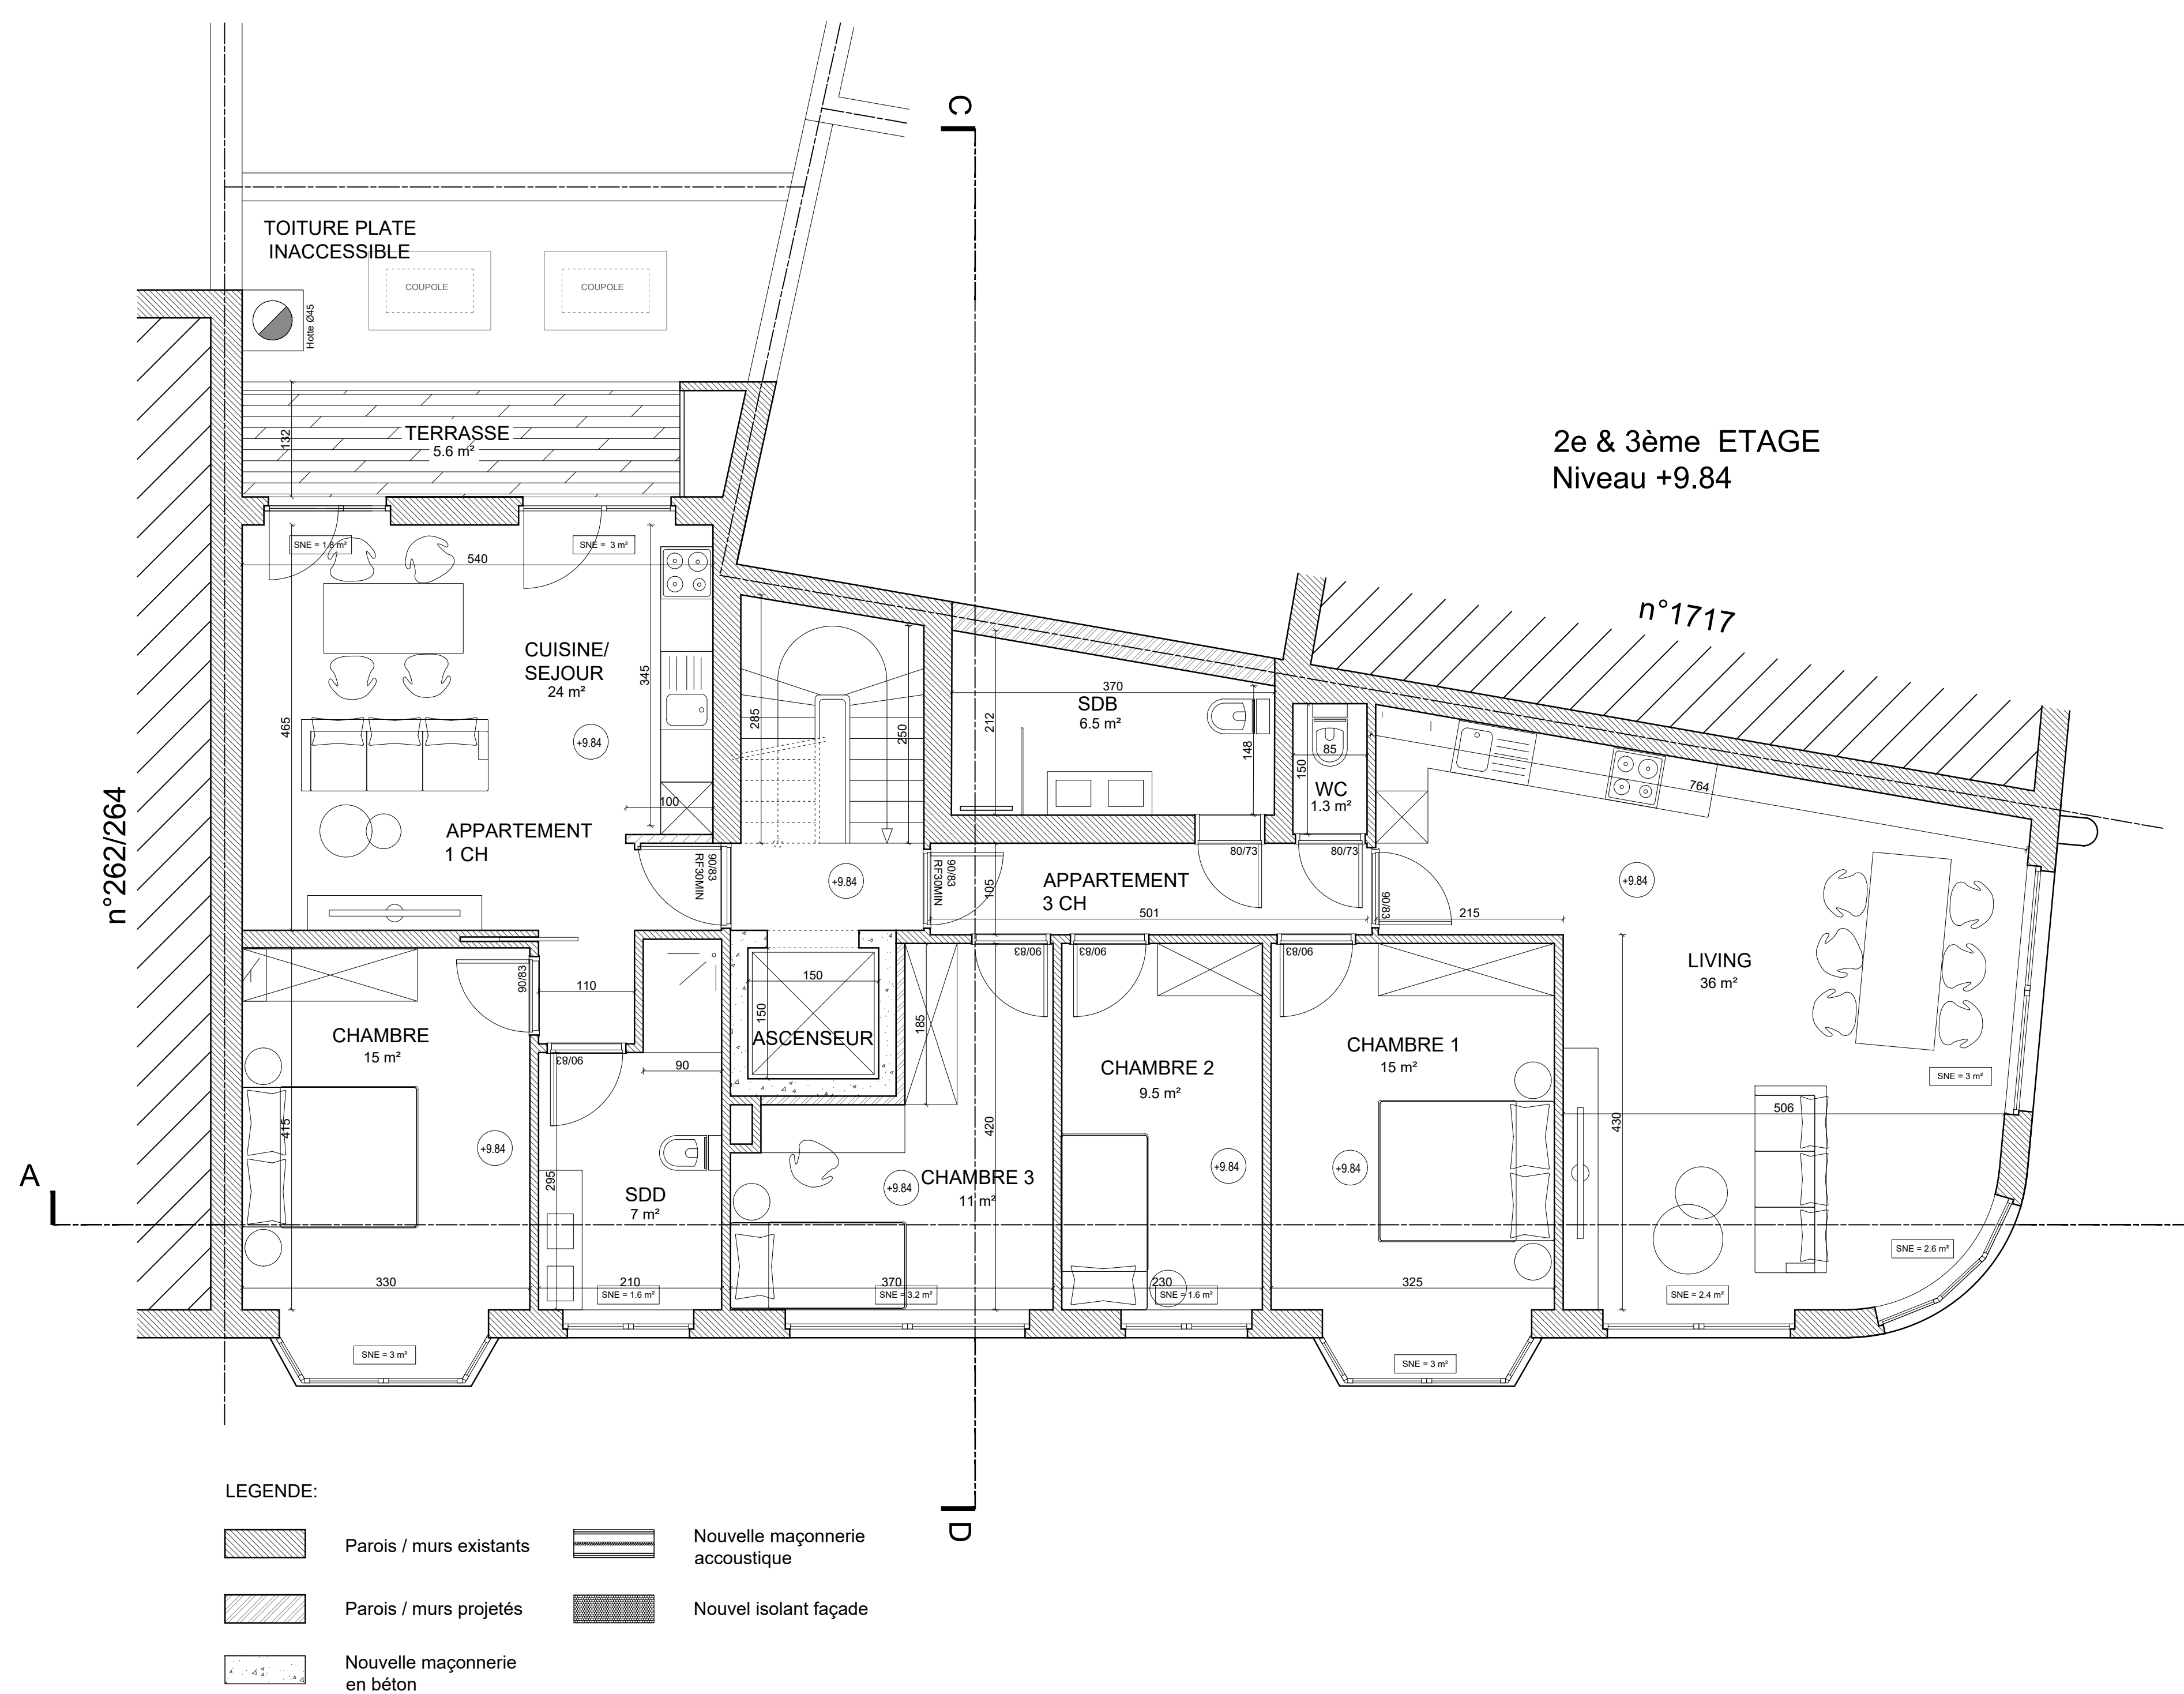 C
TOITURE PLATE
INACCESSIBLE
COUPOLE
COUPOLE
Hotte Ø45
132
TERRASSE
5.6 m²
2e & 3ème ETAGE
Niveau +9.84
n°1717
n°262/264
SNE = 1.8 m²
SNE = 3 m²
540
CUISINE/
SEJOUR
24 m²
345
465
+9.84
100
APPARTEMENT
1 CH
90/83
RF30MIN
285
250
+9.84
370
SDB
6.5 m²
212
148
85
150
WC
1.3 m²
764
90/83
RF30MIN
105
80/73
80/73
APPARTEMENT
3 CH
501
90/83
215
+9.84
LIVING
36 m²
90/83
110
90/83
CHAMBRE
15 m²
415
+9.84
90
150
150
ASCENSEUR
185
90/83
90/83
90/83
CHAMBRE 2
9.5 m²
CHAMBRE 1
15 m²
SNE = 3 m²
506
430
420
A
295
SDD
7 m²
+9.84
CHAMBRE 3
11 m²
+9.84
+9.84
SNE = 2.6 m²
330
210
SNE = 1.6 m²
370
SNE = 3.2 m²
230
SNE = 1.6 m²
325
SNE = 2.4 m²
SNE = 3 m²
SNE = 3 m²
D
LEGENDE:
Parois / murs existants
Nouvelle maçonnerie
accoustique
Parois / murs projetés
Nouvel isolant façade
Nouvelle maçonnerie
en béton